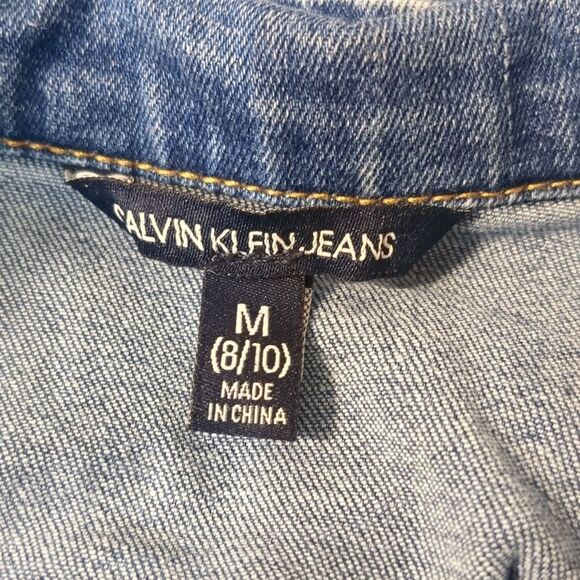 CALVIN KLEIN JEANS
M
(8/10)
MADE
IN CHINA